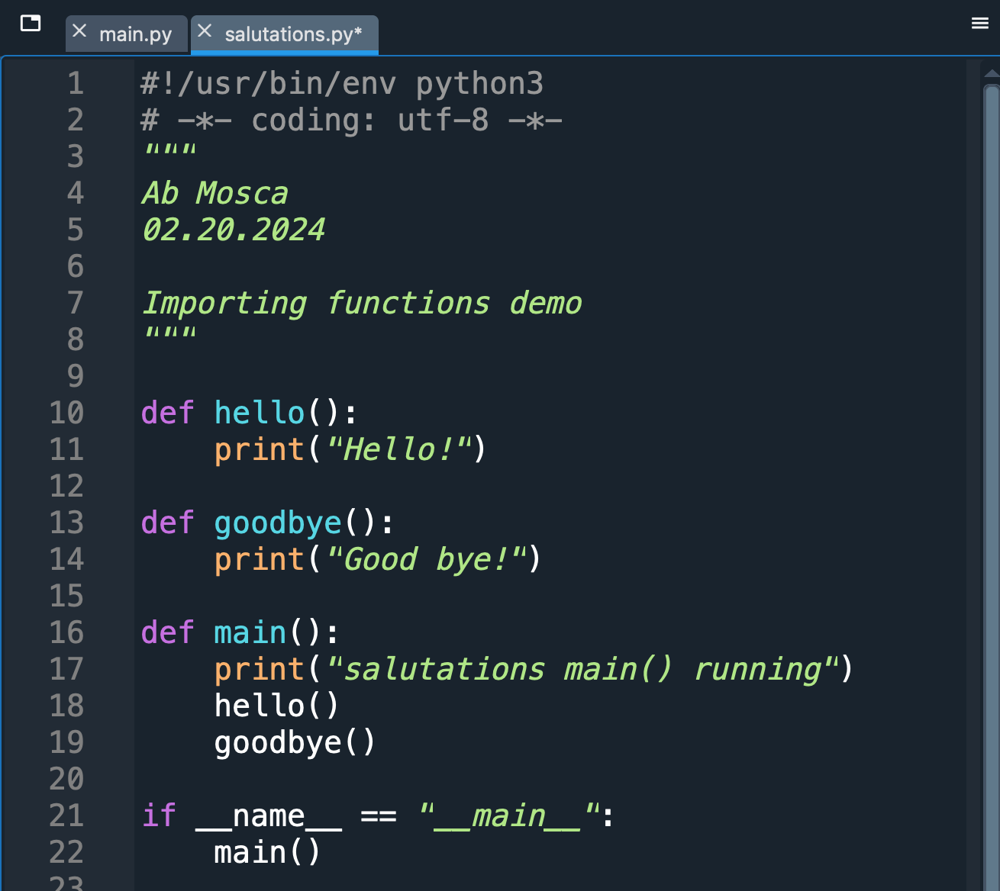 main.py
salutations.py*
1 #!/usr/bin/env python3
2 # -*- coding: utf-8 -*-
3 """
4 Ab Mosca
5 02.20.2024
6
7 Importing functions demo
8 """
9
10 def hello():
11     print("Hello!")
12
13 def goodbye():
14     print("Good bye!")
15
16 def main():
17     print("salutations main() running")
18     hello()
19     goodbye()
20
21 if __name__ == "__main__":
22     main()
23